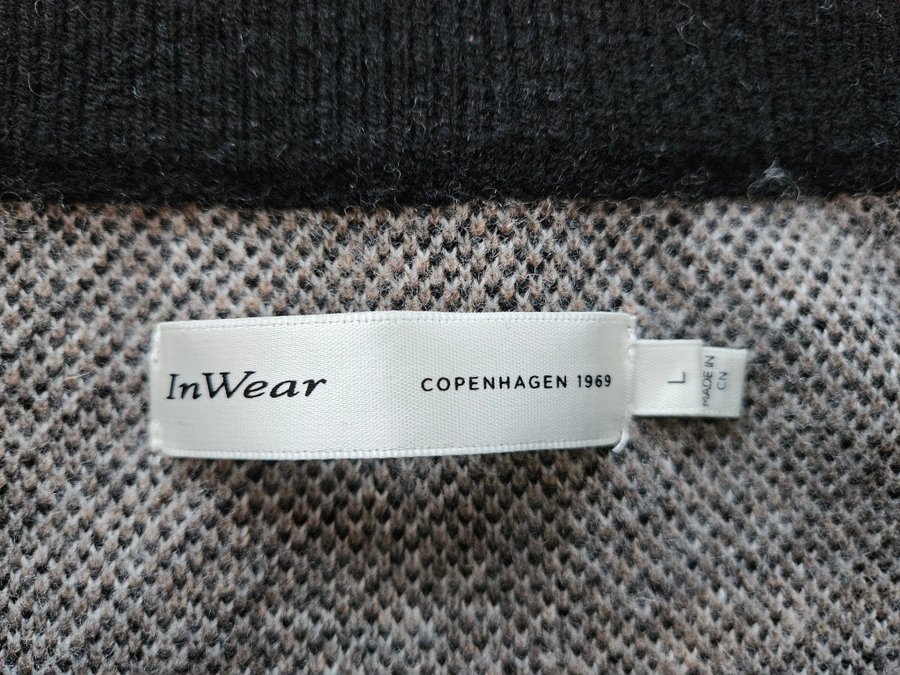 InWear
COPENHAGEN 1969
L
MADE IN
CN